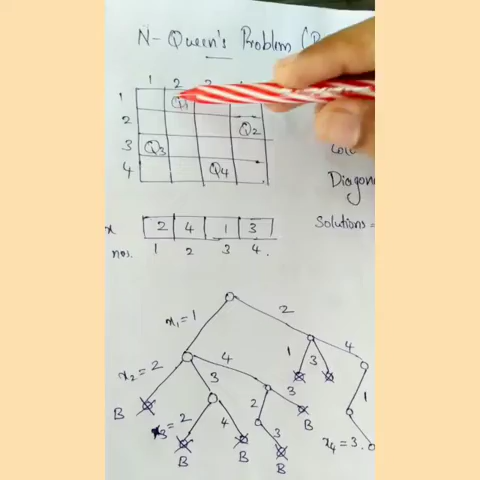 N- Queen's Problem (B
1 2 3
1 Q1
2 Q2
3 Q3
4 Q4
Diagon
x 2 4 1 3
Solutions =
nos. 1 2 3 4.
x1=1 2
x2=2 3 4 1 3 4
B x3=2 4 2 3 1
B B 3 B x4=3.
B